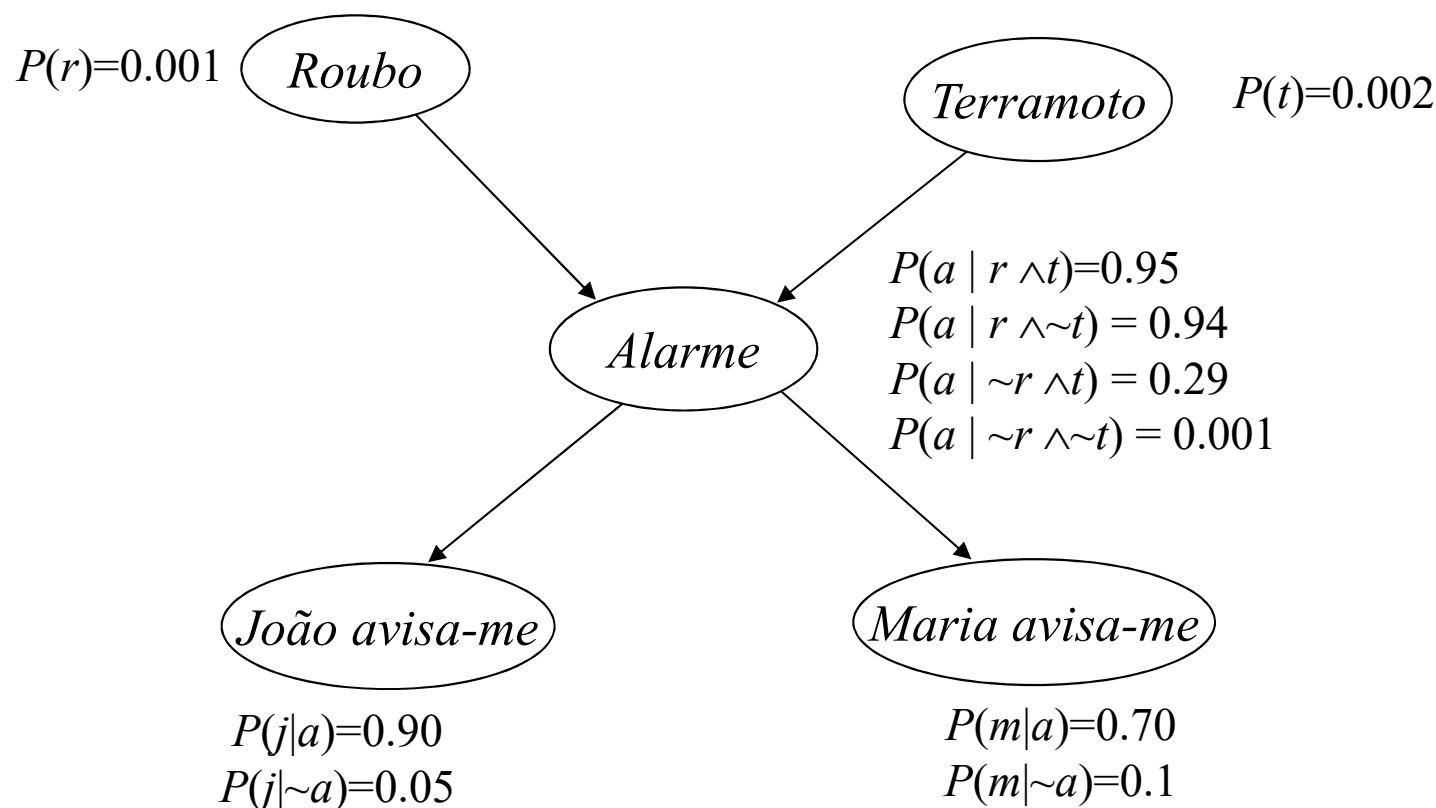 P(r)=0.001
Roubo
Terramoto
P(t)=0.002
P(a | r ∧t)=0.95
P(a | r ∧~t) = 0.94
P(a | ~r ∧t) = 0.29
P(a | ~r ∧~t) = 0.001
Alarme
João avisa-me
Maria avisa-me
P(j|a)=0.90
P(j|~a)=0.05
P(m|a)=0.70
P(m|~a)=0.1